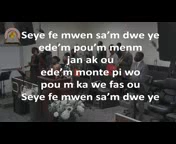 Seye fe mwen sa’m dwe ye
ede’m pou’m menm
jan ak ou
ede’m monte pi wo
pou m ka we fas ou
Seye fe mwen sa’m dwe ye